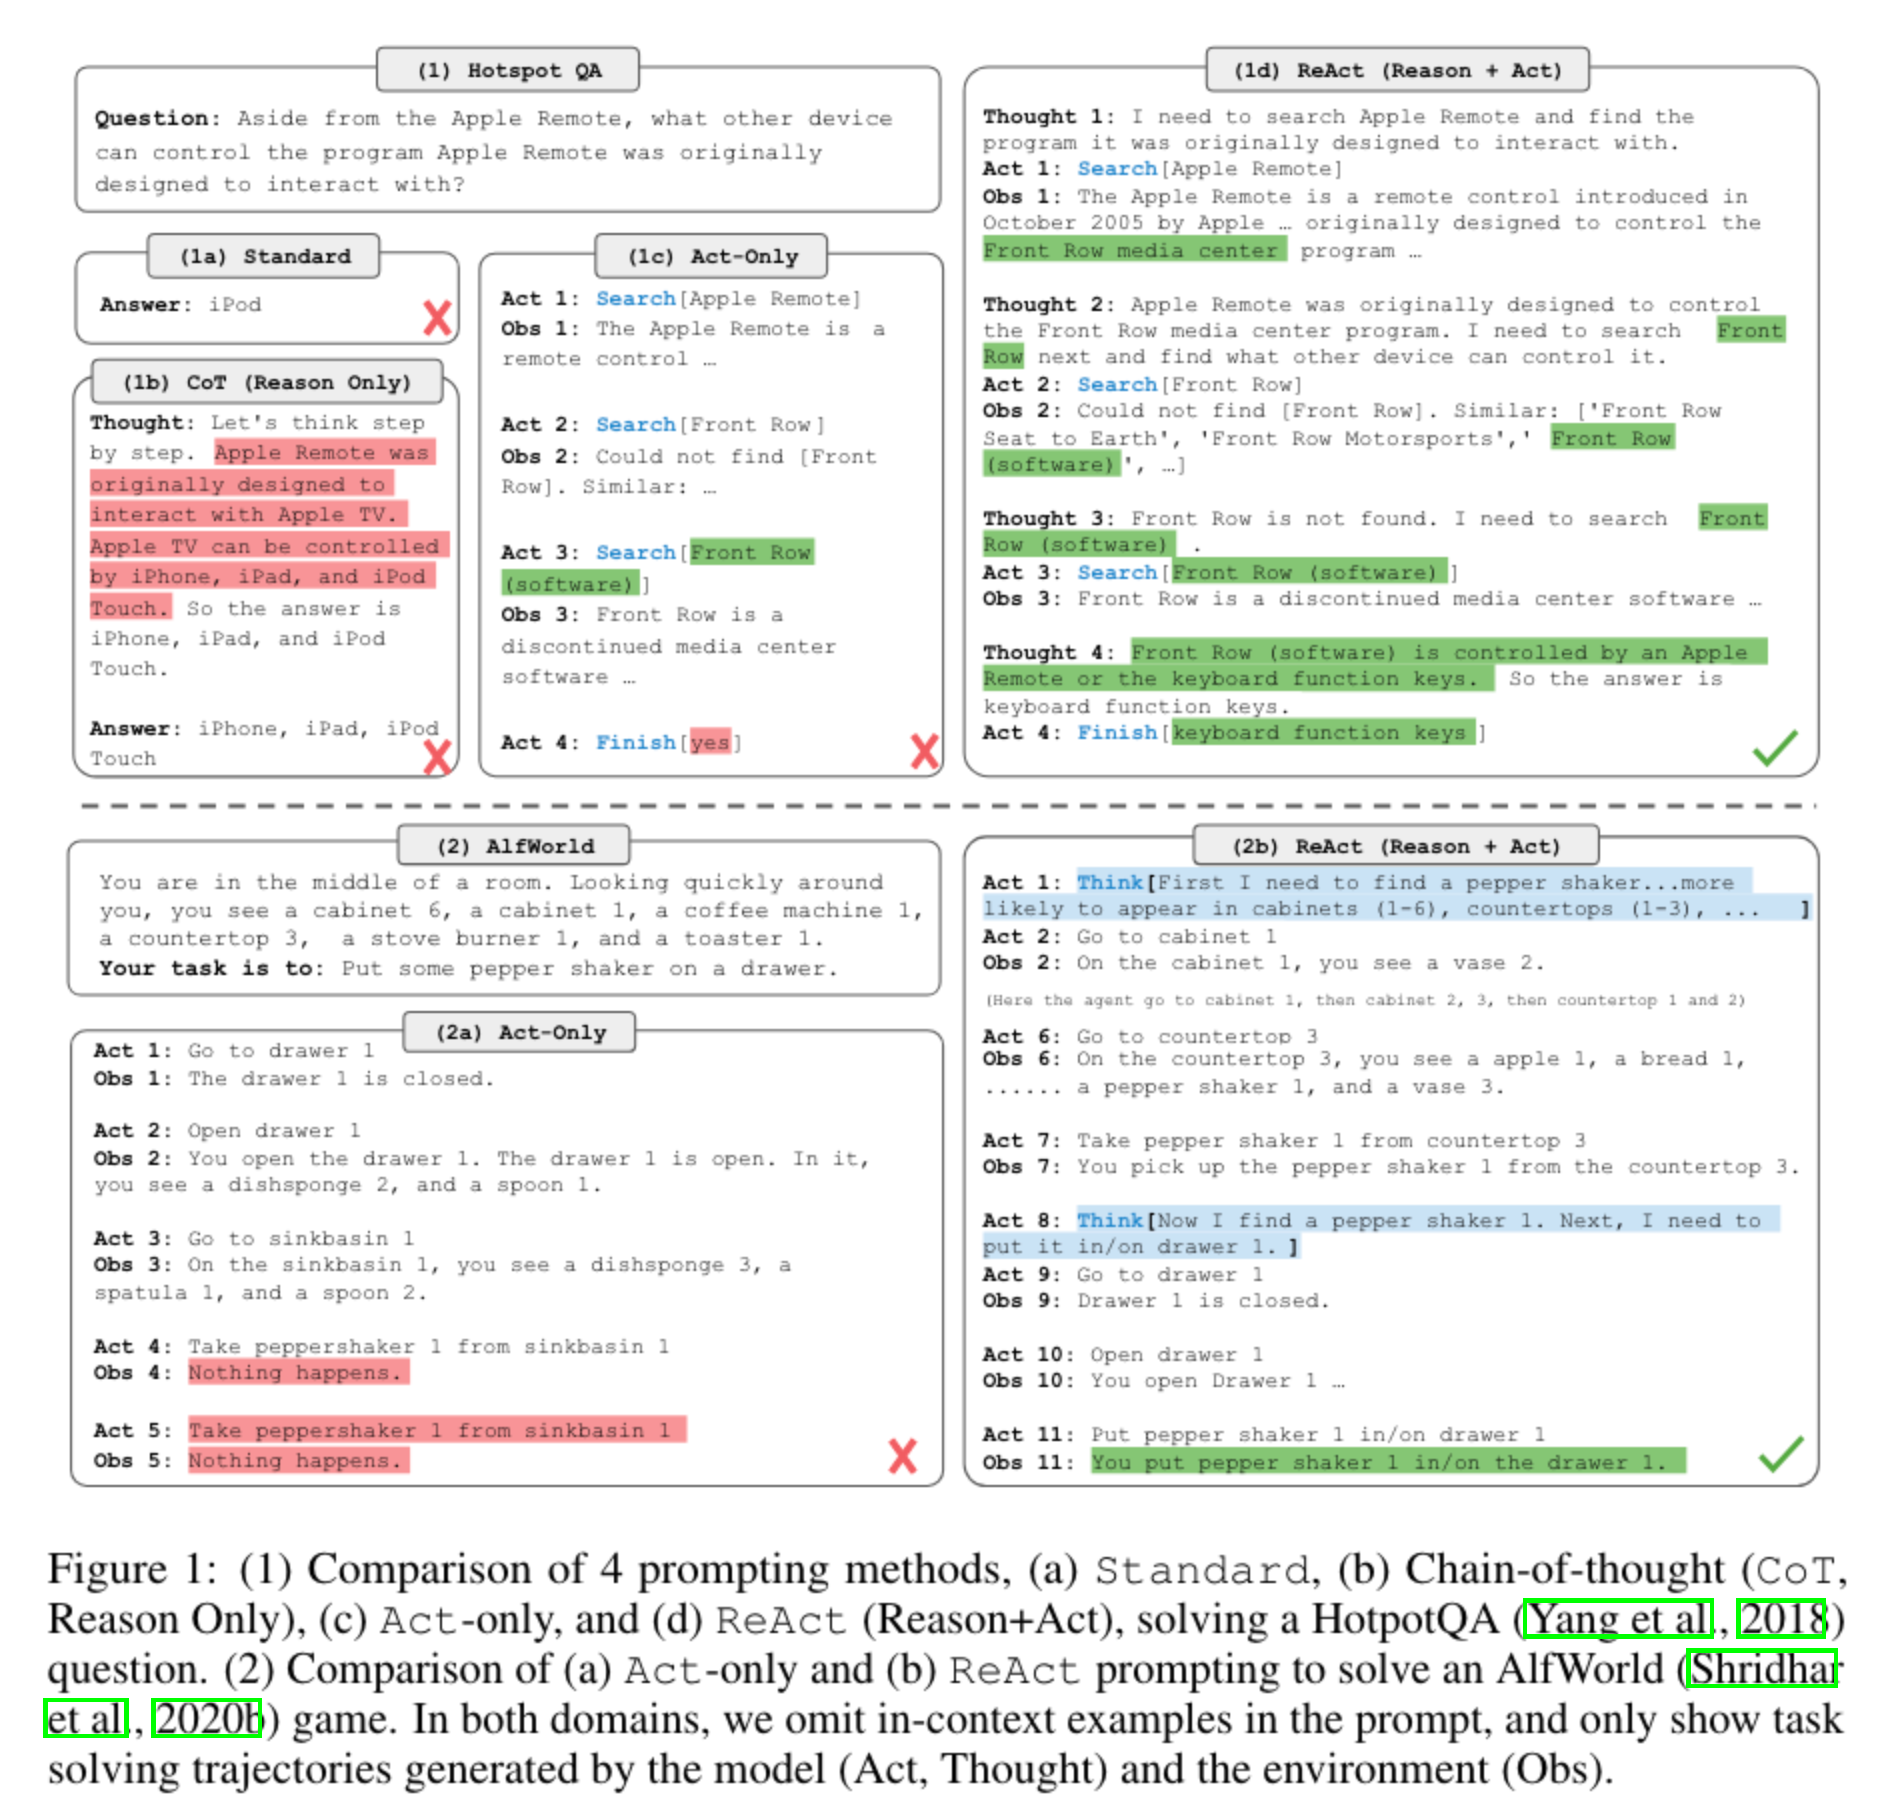 (1) Hotspot QA
Question: Aside from the Apple Remote, what other device
can control the program Apple Remote was originally
designed to interact with?
(1a) Standard
Answer: iPod
(1b) CoT (Reason Only)
Thought: Let's think step
by step. Apple Remote was
originally designed to
interact with Apple TV.
Apple TV can be controlled
by iPhone, iPad, and iPod
Touch. So the answer is
iPhone, iPad, and iPod
Touch.
Answer: iPhone, iPad, iPod
Touch
(1c) Act-Only
Act 1: Search[Apple Remote]
Obs 1: The Apple Remote is a
remote control …
Act 2: Search[Front Row]
Obs 2: Could not find [Front
Row]. Similar: …
Act 3: Search[Front Row
(software)]
Obs 3: Front Row is a
discontinued media center
software …
Act 4: Finish[yes]
(1d) ReAct (Reason + Act)
Thought 1: I need to search Apple Remote and find the
program it was originally designed to interact with.
Act 1: Search[Apple Remote]
Obs 1: The Apple Remote is a remote control introduced in
October 2005 by Apple … originally designed to control the
Front Row media center program …
Thought 2: Apple Remote was originally designed to control
the Front Row media center program. I need to search Front
Row next and find what other device can control it.
Act 2: Search[Front Row]
Obs 2: Could not find [Front Row]. Similar: ['Front Row
Seat to Earth', 'Front Row Motorsports',' Front Row
(software)', …]
Thought 3: Front Row is not found. I need to search Front
Row (software) .
Act 3: Search[Front Row (software)]
Obs 3: Front Row is a discontinued media center software …
Thought 4: Front Row (software) is controlled by an Apple
Remote or the keyboard function keys. So the answer is
keyboard function keys.
Act 4: Finish[keyboard function keys]
(2) AlfWorld
You are in the middle of a room. Looking quickly around
you, you see a cabinet 6, a cabinet 1, a coffee machine 1,
a countertop 3, a stove burner 1, and a toaster 1.
Your task is to: Put some pepper shaker on a drawer.
(2a) Act-Only
Act 1: Go to drawer 1
Obs 1: The drawer 1 is closed.
Act 2: Open drawer 1
Obs 2: You open the drawer 1. The drawer 1 is open. In it,
you see a dishsponge 2, and a spoon 1.
Act 3: Go to sinkbasin 1
Obs 3: On the sinkbasin 1, you see a dishsponge 3, a
spatula 1, and a spoon 2.
Act 4: Take peppershaker 1 from sinkbasin 1
Obs 4: Nothing happens.
Act 5: Take peppershaker 1 from sinkbasin 1
Obs 5: Nothing happens.
(2b) ReAct (Reason + Act)
Act 1: Think[First I need to find a pepper shaker...more
likely to appear in cabinets (1-6), countertops (1-3), ... ]
Act 2: Go to cabinet 1
Obs 2: On the cabinet 1, you see a vase 2.
(Here the agent go to cabinet 1, then cabinet 2, 3, then countertop 1 and 2)
Act 6: Go to countertop 3
Obs 6: On the countertop 3, you see a apple 1, a bread 1,
...... a pepper shaker 1, and a vase 3.
Act 7: Take pepper shaker 1 from countertop 3
Obs 7: You pick up the pepper shaker 1 from the countertop 3.
Act 8: Think[Now I find a pepper shaker 1. Next, I need to
put it in/on drawer 1. ]
Act 9: Go to drawer 1
Obs 9: Drawer 1 is closed.
Act 10: Open drawer 1
Obs 10: You open Drawer 1 …
Act 11: Put pepper shaker 1 in/on drawer 1
Obs 11: You put pepper shaker 1 in/on the drawer 1.
Figure 1: (1) Comparison of 4 prompting methods, (a) Standard, (b) Chain-of-thought (CoT,
Reason Only), (c) Act-only, and (d) ReAct (Reason+Act), solving a HotpotQA (Yang et al., 2018)
question. (2) Comparison of (a) Act-only and (b) ReAct prompting to solve an AlfWorld (Shridhar
et al., 2020b) game. In both domains, we omit in-context examples in the prompt, and only show task
solving trajectories generated by the model (Act, Thought) and the environment (Obs).